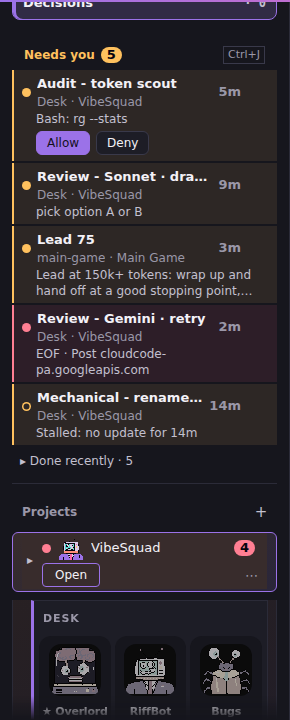 Decisions · 0
Needs you 5 Ctrl+J
Audit - token scout 5m
Desk · VibeSquad
Bash: rg --stats
Allow Deny
Review - Sonnet · dra… 9m
Desk · VibeSquad
pick option A or B
Lead 75 3m
main-game · Main Game
Lead at 150k+ tokens: wrap up and
hand off at a good stopping point,…
Review - Gemini · retry 2m
Desk · VibeSquad
EOF · Post cloudcode-
pa.googleapis.com
Mechanical - rename… 14m
Desk · VibeSquad
Stalled: no update for 14m
▸ Done recently · 5
Projects +
▸ VibeSquad 4
Open …
DESK
★ Overlord RiffBot Bugs